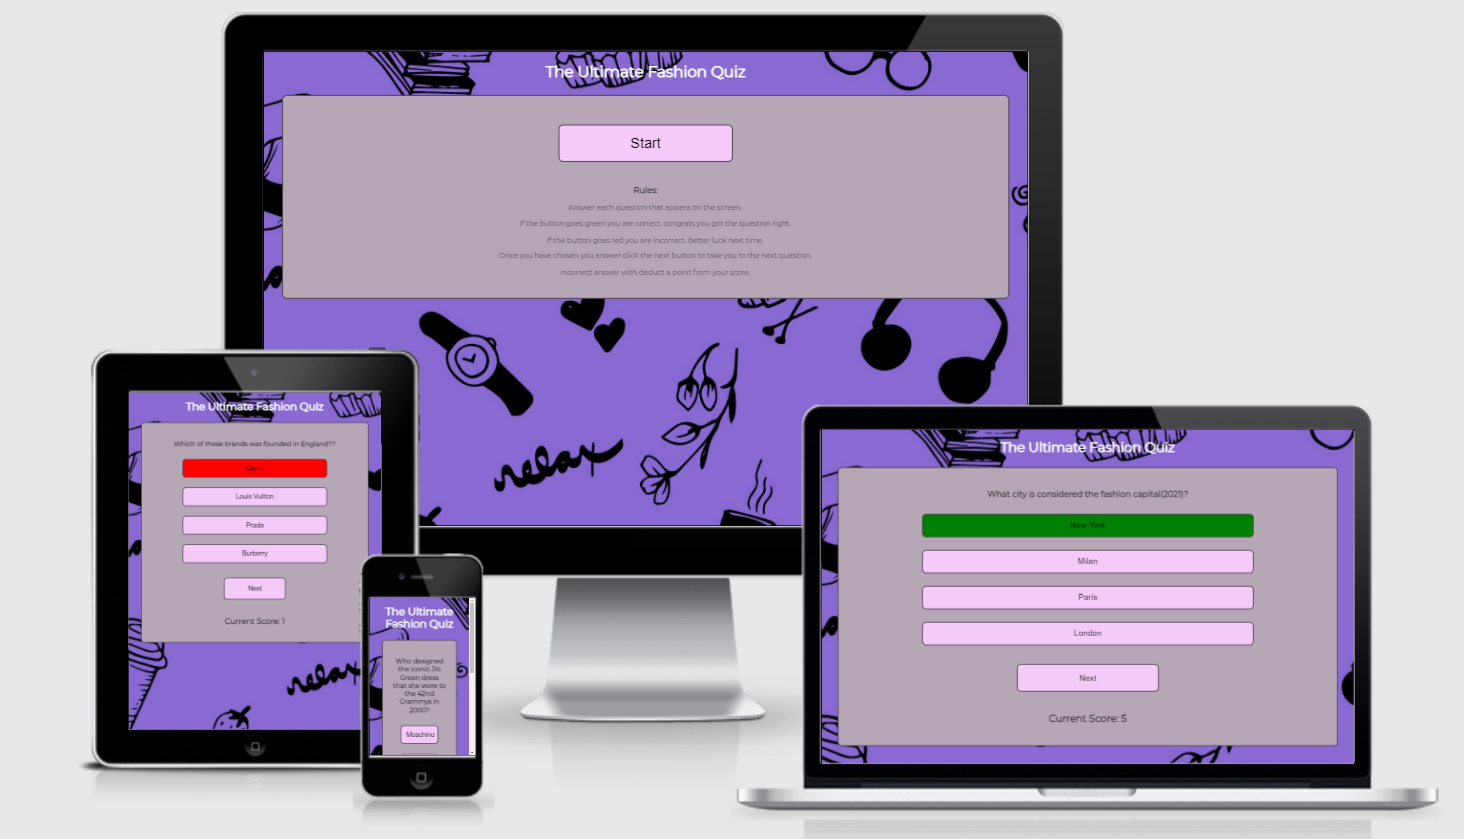 The Ultimate Fashion Quiz
Start
Rules:
Answer each question that appera on the screen.
If the button goes green you are correct, congrats you got the question right.
If the button goes red you are incorrect, better luck next time.
Once you have chosen you answer click the next button to take you to the next question.
Incorrect answer with deduct a point from your score.
relax
The Ultimate Fashion Quiz
Which of these brands was founded in England??
Gucci
Louis Vuitton
Prada
Burberry
Next
Current Score: 1
relax
The Ultimate
Fashion Quiz
Who designed
the iconic Jlo
Green dress
that she wore to
the 42nd
Grammys in
2000?
Moschino
The Ultimate Fashion Quiz
What city is considered the fashion capital(2021)?
New York
Milan
Paris
London
Next
Current Score: 5